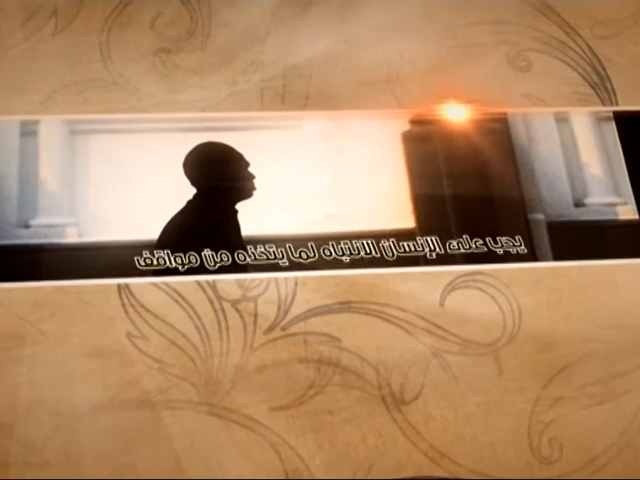 يجب على الإنسان الانتباه لما يتخذه من مواقف